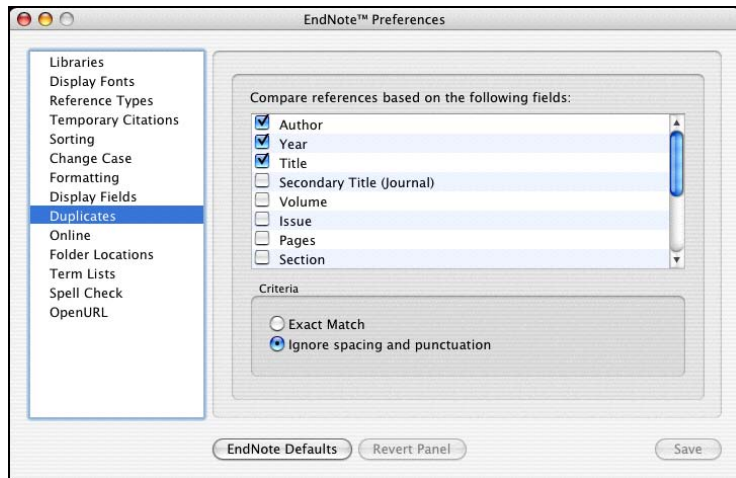 EndNote™ Preferences
Libraries
Display Fonts
Reference Types
Temporary Citations
Sorting
Change Case
Formatting
Display Fields
Duplicates
Online
Folder Locations
Term Lists
Spell Check
OpenURL
Compare references based on the following fields:
Author
Year
Title
Secondary Title (Journal)
Volume
Issue
Pages
Section
Criteria
Exact Match
Ignore spacing and punctuation
EndNote Defaults Revert Panel Save